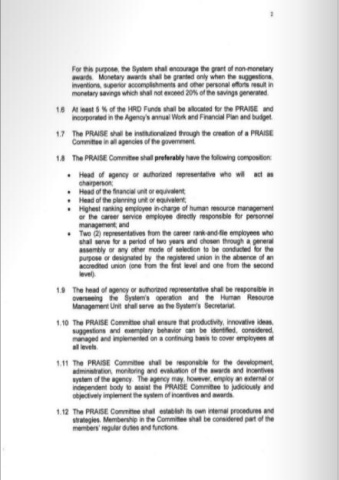 2
For this purpose, the System shall encourage the grant of non-monetary
awards. Monetary awards shall be granted only when the suggestions,
inventions, superior accomplishments and other personal efforts result in
monetary savings which shall not exceed 20% of the savings generated.
1.6 At least 5 % of the HRD Funds shall be allocated for the PRAISE and
incorporated in the Agency's annual Work and Financial Plan and budget.
1.7 The PRAISE shall be institutionalized through the creation of a PRAISE
Committee in all agencies of the government.
1.8 The PRAISE Committee shall preferably have the following composition:
• Head of agency or authorized representative who will act as
chairperson;
• Head of the financial unit or equivalent;
• Head of the planning unit or equivalent;
• Highest ranking employee in-charge of human resource management
or the career service employee directly responsible for personnel
management; and
• Two (2) representatives from the career rank-and-file employees who
shall serve for a period of two years and chosen through a general
assembly or any other mode of selection to be conducted for the
purpose or designated by the registered union in the absence of an
accredited union (one from the first level and one from the second
level).
1.9 The head of agency or authorized representative shall be responsible in
overseeing the System's operation and the Human Resource
Management Unit shall serve as the System's Secretariat.
1.10 The PRAISE Committee shall ensure that productivity, innovative ideas,
suggestions and exemplary behavior can be identified, considered,
managed and implemented on a continuing basis to cover employees at
all levels.
1.11 The PRAISE Committee shall be responsible for the development,
administration, monitoring and evaluation of the awards and incentives
system of the agency. The agency may, however, employ an external or
independent body to assist the PRAISE Committee to judiciously and
objectively implement the system of incentives and awards.
1.12 The PRAISE Committee shall establish its own internal procedures and
strategies. Membership in the Committee shall be considered part of the
members' regular duties and functions.